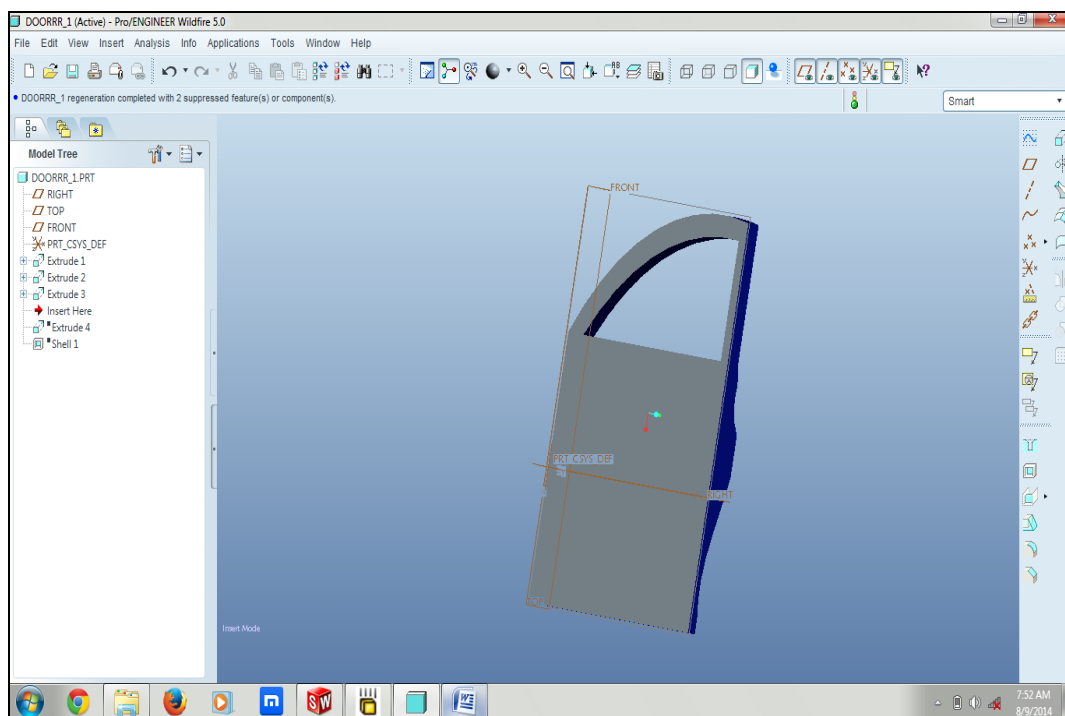 DOORRR_1 (Active) - Pro/ENGINEER Wildfire 5.0
File Edit View Insert Analysis Info Applications Tools Window Help
• DOORRR_1 regeneration completed with 2 suppressed feature(s) or component(s).
Smart
Model Tree
DOORRR_1.PRT
RIGHT
TOP
FRONT
PRT_CSYS_DEF
Extrude 1
Extrude 2
Extrude 3
Insert Here
Extrude 4
Shell 1
FRONT
PRT_CSYS_DEF
RIGHT
TOP
Insert Mode
7:52 AM
8/9/2014